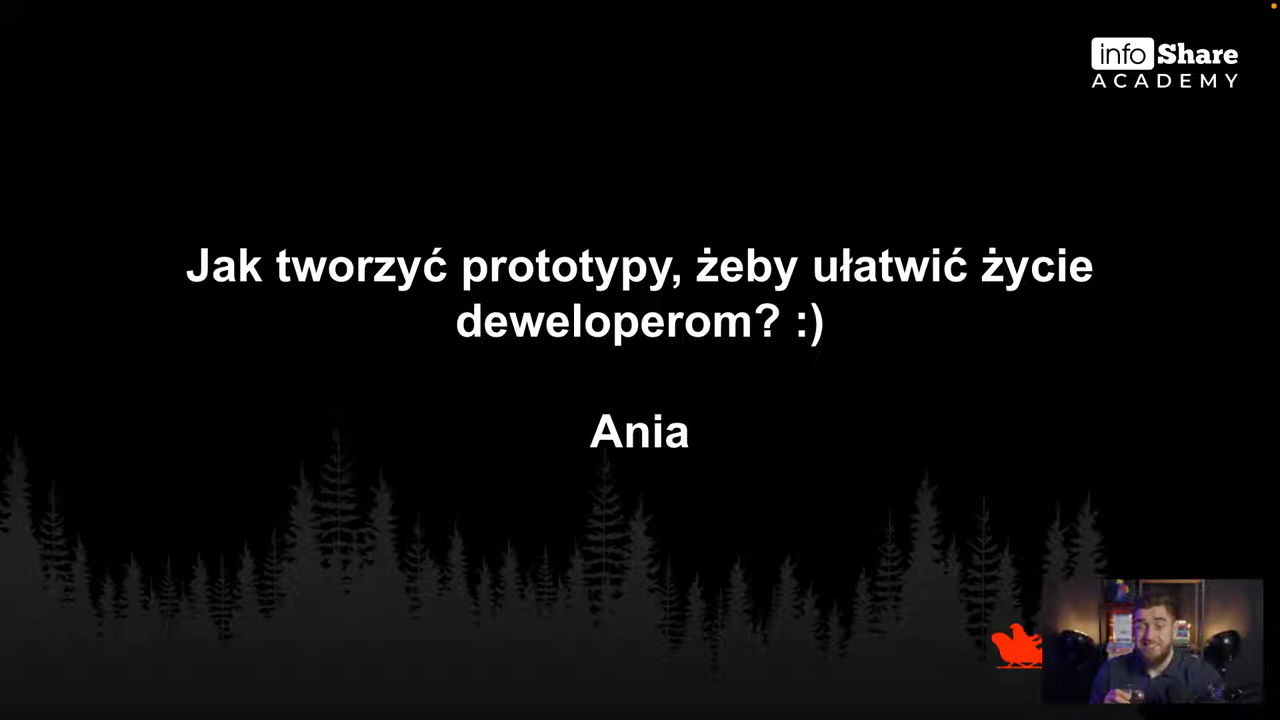 info Share
ACADEMY
Jak tworzyć prototypy, żeby ułatwić życie
deweloperom? :)
Ania